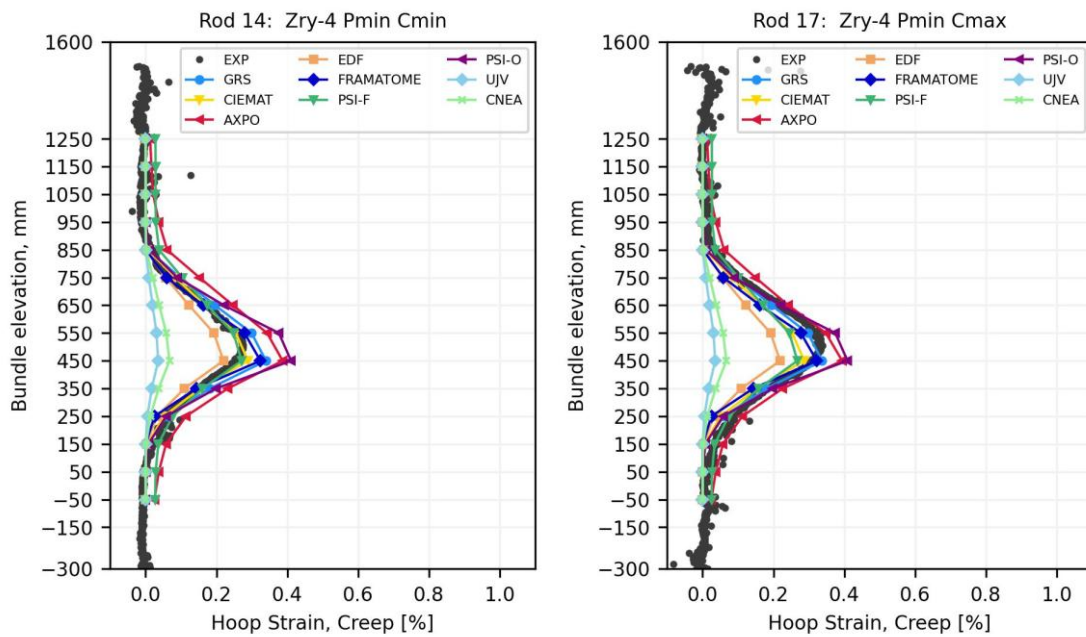 Rod 14: Zry-4 Pmin Cmin
Bundle elevation, mm
1600
1250
1150
1050
950
850
750
650
550
450
350
250
150
50
−50
−150
−300
EXP
GRS
CIEMAT
AXPO
EDF
FRAMATOME
PSI-F
PSI-O
UJV
CNEA
0.0 0.2 0.4 0.6 0.8 1.0
Hoop Strain, Creep [%]
Rod 17: Zry-4 Pmin Cmax
Bundle elevation, mm
1600
1250
1150
1050
950
850
750
650
550
450
350
250
150
50
−50
−150
−300
EXP
GRS
CIEMAT
AXPO
EDF
FRAMATOME
PSI-F
PSI-O
UJV
CNEA
0.0 0.2 0.4 0.6 0.8 1.0
Hoop Strain, Creep [%]